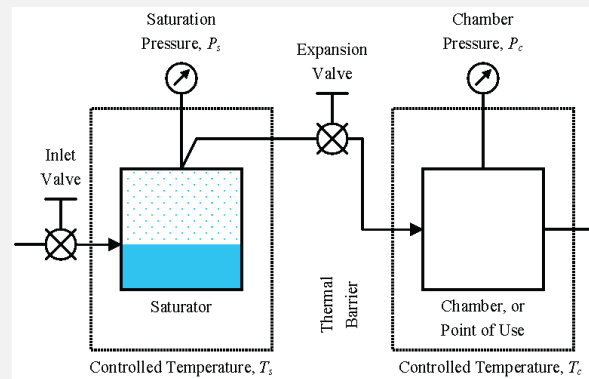 Saturation
Pressure, Ps
Expansion
Valve
Chamber
Pressure, Pc
Inlet
Valve
Saturator
Thermal
Barrier
Chamber, or
Point of Use
Controlled Temperature, Ts
Controlled Temperature, Tc